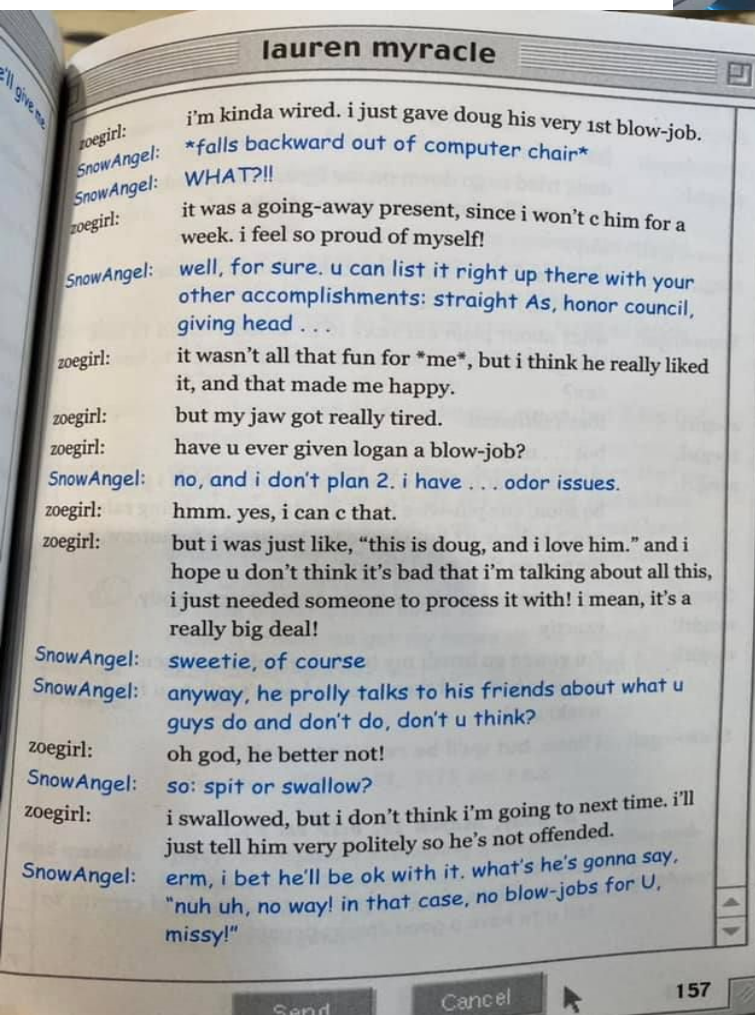 e'll give me
lauren myracle
zoegirl: i'm kinda wired. i just gave doug his very 1st blow-job.
SnowAngel: *falls backward out of computer chair*
SnowAngel: WHAT?!!
zoegirl: it was a going-away present, since i won't c him for a
week. i feel so proud of myself!
SnowAngel: well, for sure. u can list it right up there with your
other accomplishments: straight As, honor council,
giving head . . .
zoegirl: it wasn't all that fun for *me*, but i think he really liked
it, and that made me happy.
zoegirl: but my jaw got really tired.
zoegirl: have u ever given logan a blow-job?
SnowAngel: no, and i don't plan 2. i have . . . odor issues.
zoegirl: hmm. yes, i can c that.
zoegirl: but i was just like, "this is doug, and i love him." and i
hope u don't think it's bad that i'm talking about all this,
i just needed someone to process it with! i mean, it's a
really big deal!
SnowAngel: sweetie, of course
SnowAngel: anyway, he prolly talks to his friends about what u
guys do and don't do, don't u think?
zoegirl: oh god, he better not!
SnowAngel: so: spit or swallow?
zoegirl: i swallowed, but i don't think i'm going to next time. i'll
just tell him very politely so he's not offended.
SnowAngel: erm, i bet he'll be ok with it. what's he's gonna say,
"nuh uh, no way! in that case, no blow-jobs for U,
missy!"
Send Cancel 157